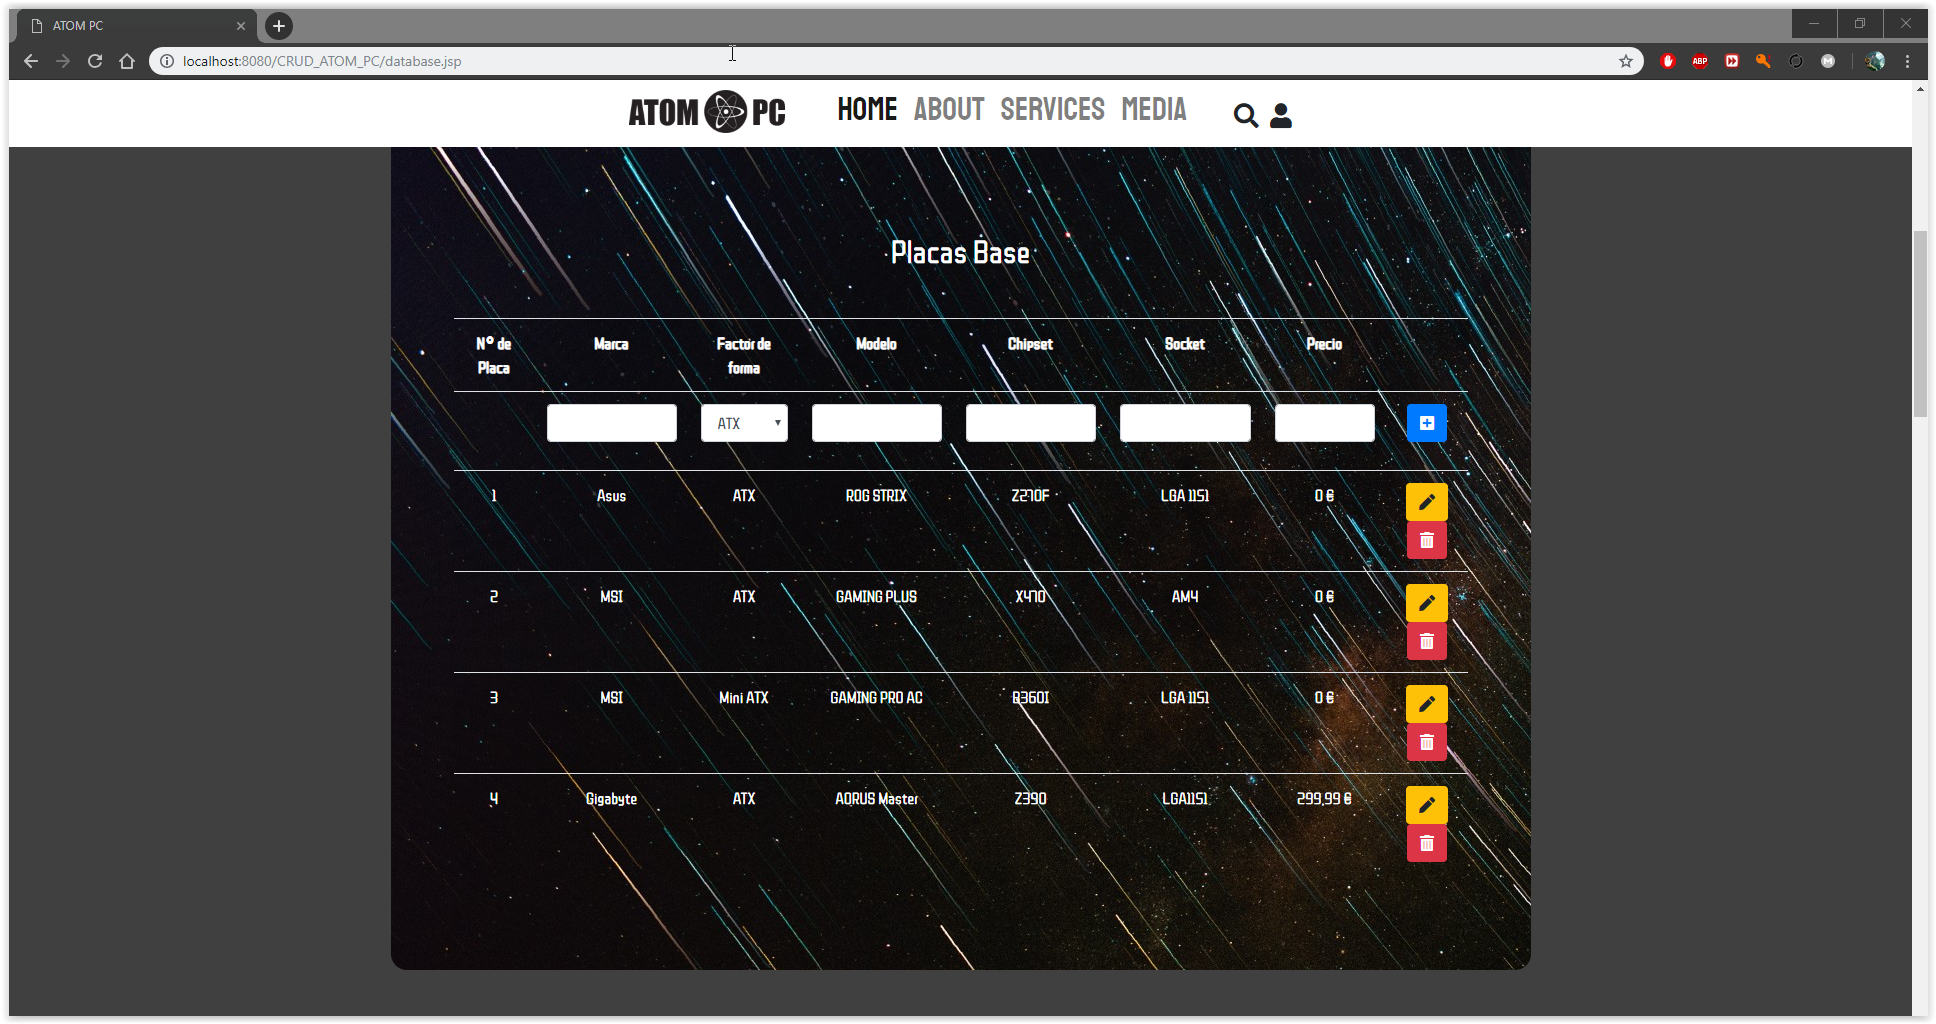 ATOM PC
localhost:8080/CRUD_ATOM_PC/database.jsp
ABP
M
ATOM PC HOME ABOUT SERVICES MEDIA
Placas Base
Nº de Placa Marca Factor de forma Modelo Chipset Socket Precio
ATX
1 Asus ATX ROG STRIX Z270F LGA 1151 0 €
2 MSI ATX GAMING PLUS X470 AM4 0 €
3 MSI Mini ATX GAMING PRO AC B360I LGA 1151 0 €
4 Gigabyte ATX AORUS Master Z390 LGA1151 299,99 €